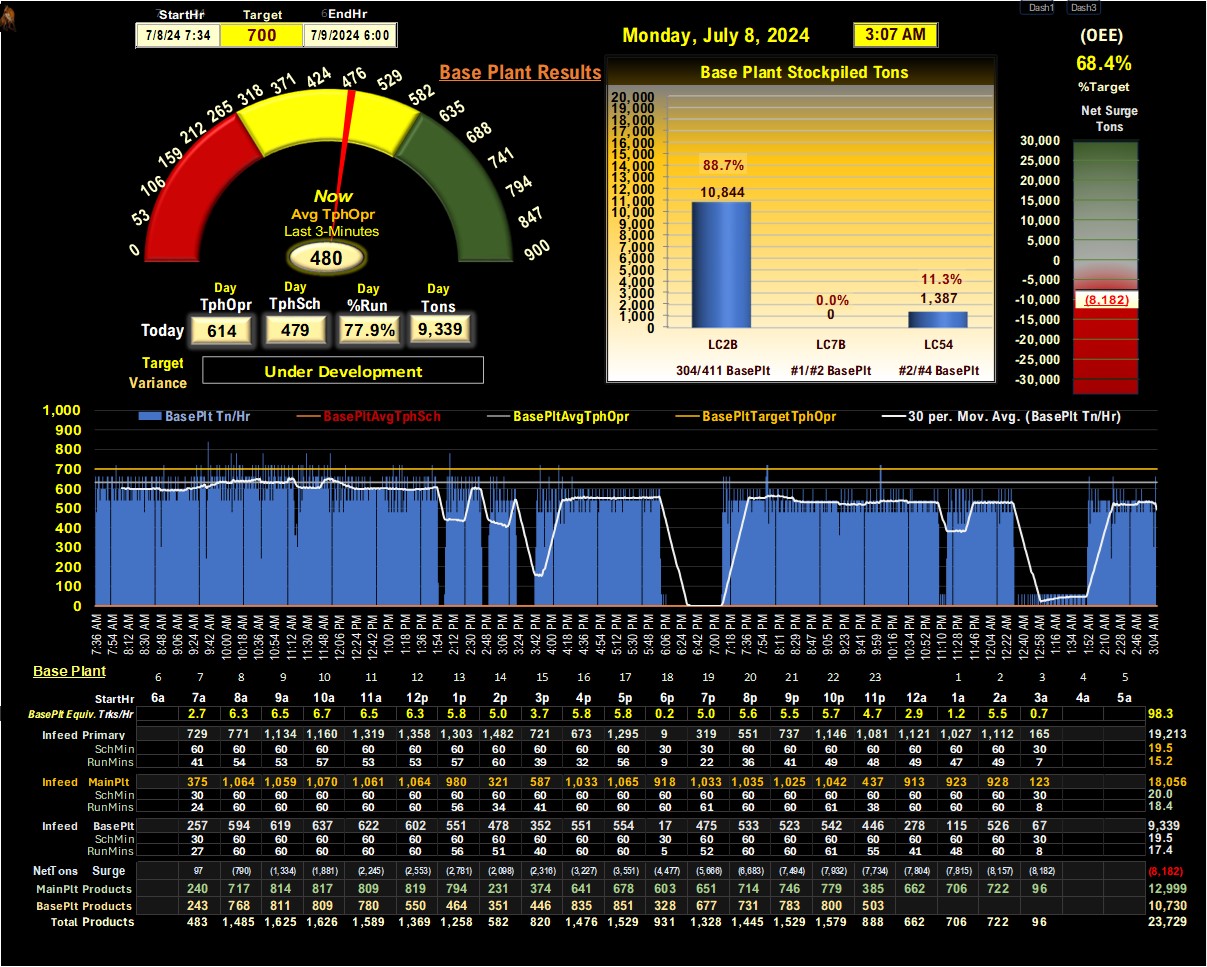 Dash1 Dash3
StartHr Target EndHr
7/8/24 7:34 700 7/9/2024 6:00
Monday, July 8, 2024 3:07 AM
(OEE)
68.4%
%Target
Net Surge
Tons
Base Plant Results
0 53 106 159 212 265 318 371 424 476 529 582 635 688 741 794 847 900
Now
Avg TphOpr
Last 3-Minutes
480
Day Day Day Day
TphOpr TphSch %Run Tons
Today 614 479 77.9% 9,339
Target
Variance
Under Development
Base Plant Stockpiled Tons
20,000
19,000
18,000
17,000
16,000
15,000
14,000
13,000
12,000
11,000
10,000
9,000
8,000
7,000
6,000
5,000
4,000
3,000
2,000
1,000
0
88.7%
10,844
0.0%
0
11.3%
1,387
LC2B LC7B LC54
304/411 BasePlt #1/#2 BasePlt #2/#4 BasePlt
30,000
25,000
20,000
15,000
10,000
5,000
0
-5,000
-10,000
-15,000
-20,000
-25,000
-30,000
(8,182)
BasePlt Tn/Hr BasePltAvgTphSch BasePltAvgTphOpr BasePltTargetTphOpr 30 per. Mov. Avg. (BasePlt Tn/Hr)
1,000
900
800
700
600
500
400
300
200
100
0
7:36 AM 7:54 AM 8:12 AM 8:30 AM 8:48 AM 9:06 AM 9:24 AM 9:42 AM 10:00 AM 10:18 AM 10:36 AM 10:54 AM 11:12 AM 11:30 AM 11:48 AM 12:06 PM 12:24 PM 12:42 PM 1:00 PM 1:18 PM 1:36 PM 1:54 PM 2:12 PM 2:30 PM 2:48 PM 3:06 PM 3:24 PM 3:42 PM 4:00 PM 4:18 PM 4:36 PM 4:54 PM 5:12 PM 5:30 PM 5:48 PM 6:06 PM 6:24 PM 6:42 PM 7:00 PM 7:18 PM 7:36 PM 7:54 PM 8:11 PM 8:29 PM 8:47 PM 9:05 PM 9:23 PM 9:41 PM 9:59 PM 10:16 PM 10:34 PM 10:52 PM 11:10 PM 11:28 PM 11:46 PM 12:04 AM 12:22 AM 12:40 AM 12:58 AM 1:16 AM 1:34 AM 1:52 AM 2:10 AM 2:28 AM 2:46 AM 3:04 AM
Base Plant
6 7 8 9 10 11 12 13 14 15 16 17 18 19 20 21 22 23 1 2 3 4 5
StartHr 6a 7a 8a 9a 10a 11a 12p 1p 2p 3p 4p 5p 6p 7p 8p 9p 10p 11p 12a 1a 2a 3a 4a 5a
BasePlt Equiv. Trks/Hr 2.7 6.3 6.5 6.7 6.5 6.3 5.8 5.0 3.7 5.8 5.8 0.2 5.0 5.6 5.5 5.7 4.7 2.9 1.2 5.5 0.7 98.3
Infeed Primary 729 771 1,134 1,160 1,319 1,358 1,303 1,482 721 673 1,295 9 319 551 737 1,146 1,081 1,121 1,027 1,112 165 19,213
SchMin 60 60 60 60 60 60 60 60 60 60 60 30 30 60 60 60 60 60 60 60 30 19.5
RunMins 41 54 53 57 53 53 57 60 39 32 56 9 22 36 41 49 48 49 47 49 7 15.2
Infeed MainPlt 375 1,064 1,059 1,070 1,061 1,064 980 321 587 1,033 1,065 918 1,033 1,035 1,025 1,042 437 913 923 928 123 18,056
SchMin 30 60 60 60 60 60 60 60 60 60 60 60 60 60 60 60 60 60 60 60 30 20.0
RunMins 24 60 60 60 60 60 56 34 41 60 60 60 61 60 60 61 38 60 60 60 8 18.4
Infeed BasePlt 257 594 619 637 622 602 551 478 352 551 554 17 475 533 523 542 446 278 115 526 67 9,339
SchMin 30 60 60 60 60 60 60 60 60 60 60 30 60 60 60 60 60 60 60 60 30 19.5
RunMins 27 60 60 60 60 60 56 51 40 60 60 5 52 60 60 61 55 41 48 60 8 17.4
NetTons Surge 97 (790) (1,334) (1,881) (2,245) (2,553) (2,781) (2,098) (2,316) (3,227) (3,551) (4,477) (5,666) (6,683) (7,494) (7,932) (7,734) (7,804) (7,815) (8,157) (8,182) (8,182)
MainPlt Products 240 717 814 817 809 819 794 231 374 641 678 603 651 714 746 779 385 662 706 722 96 12,999
BasePlt Products 243 768 811 809 780 550 464 351 446 835 851 328 677 731 783 800 503 10,730
Total Products 483 1,485 1,625 1,626 1,589 1,369 1,258 582 820 1,476 1,529 931 1,328 1,445 1,529 1,579 888 662 706 722 96 23,729